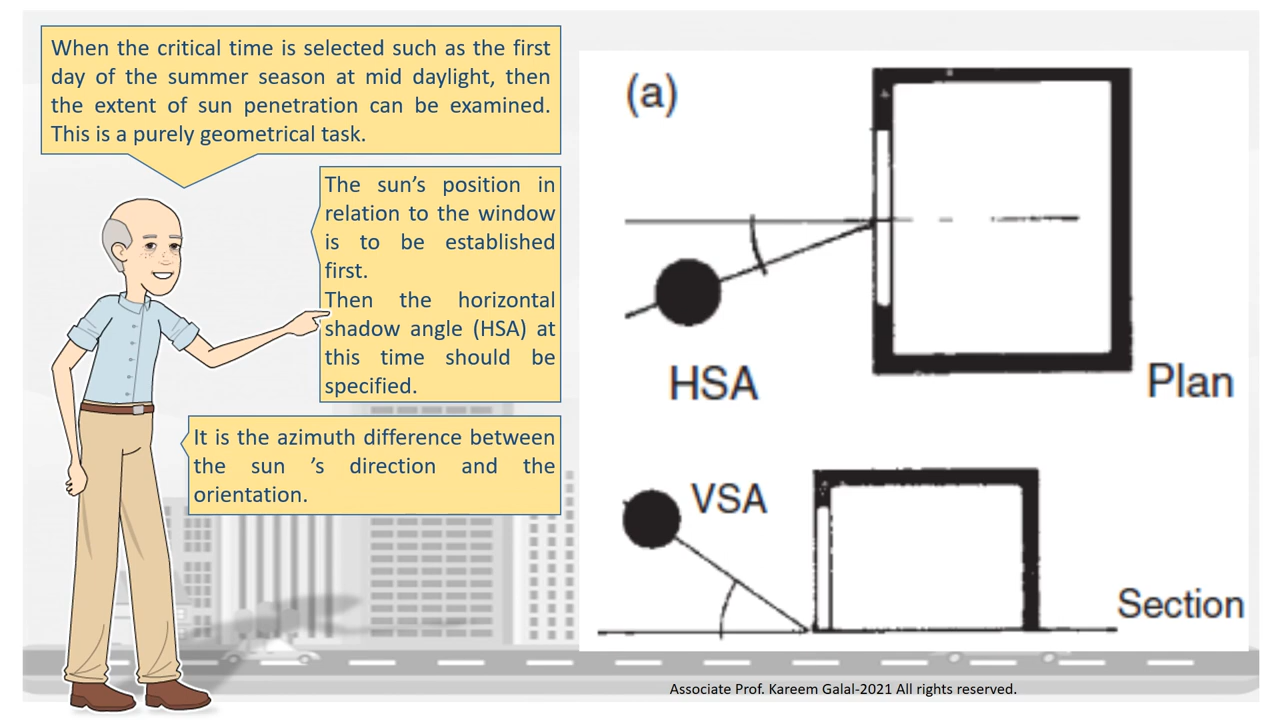 When the critical time is selected such as the first
day of the summer season at mid daylight, then
the extent of sun penetration can be examined.
This is a purely geometrical task.
The sun’s position in
relation to the window
is to be established
first.
Then the horizontal
shadow angle (HSA) at
this time should be
specified.
It is the azimuth difference between
the sun ’s direction and the
orientation.
(a)
HSA
Plan
VSA
Section
Associate Prof. Kareem Galal-2021 All rights reserved.